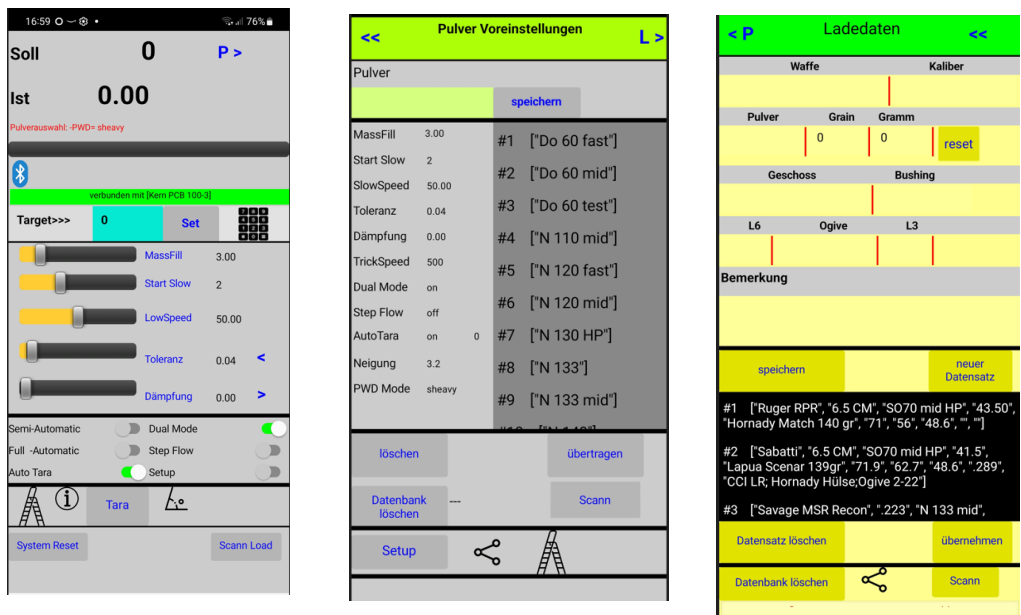 16:59 76%
Soll 0 P >
Ist 0.00
Pulverauswahl: -PWD= sheavy
verbunden mit [Kern PCB 100-3]
Target>>> 0 Set
MassFill 3.00
Start Slow 2
LowSpeed 50.00
Toleranz 0.04 <
Dämpfung 0.00 >
Semi-Automatic Dual Mode
Full -Automatic Step Flow
Auto Tara Setup
Tara
System Reset Scann Load
<< Pulver Voreinstellungen L >
Pulver
speichern
MassFill 3.00
Start Slow 2
SlowSpeed 50.00
Toleranz 0.04
Dämpfung 0.00
TrickSpeed 500
Dual Mode on
Step Flow off
AutoTara on 0
Neigung 3.2
PWD Mode sheavy
#1 ["Do 60 fast"]
#2 ["Do 60 mid"]
#3 ["Do 60 test"]
#4 ["N 110 mid"]
#5 ["N 120 fast"]
#6 ["N 120 mid"]
#7 ["N 130 HP"]
#8 ["N 133"]
#9 ["N 133 mid"]
löschen übertragen
Datenbank
löschen --- Scann
Setup
< P Ladedaten <<
Waffe Kaliber
Pulver Grain Gramm
0 0 reset
Geschoss Bushing
L6 Ogive L3
Bemerkung
speichern neuer
Datensatz
#1 ["Ruger RPR", "6.5 CM", "SO70 mid HP", "43.50",
"Hornady Match 140 gr", "71", "56", "48.6", "", ""]
#2 ["Sabatti", "6.5 CM", "SO70 mid HP", "41.5",
"Lapua Scenar 139gr", "71.9", "62.7", "48.6", ".289",
"CCI LR; Hornady Hülse;Ogive 2-22"]
#3 ["Savage MSR Recon", ".223", "N 133 mid",
Datensatz löschen übernehmen
Datenbank löschen Scann